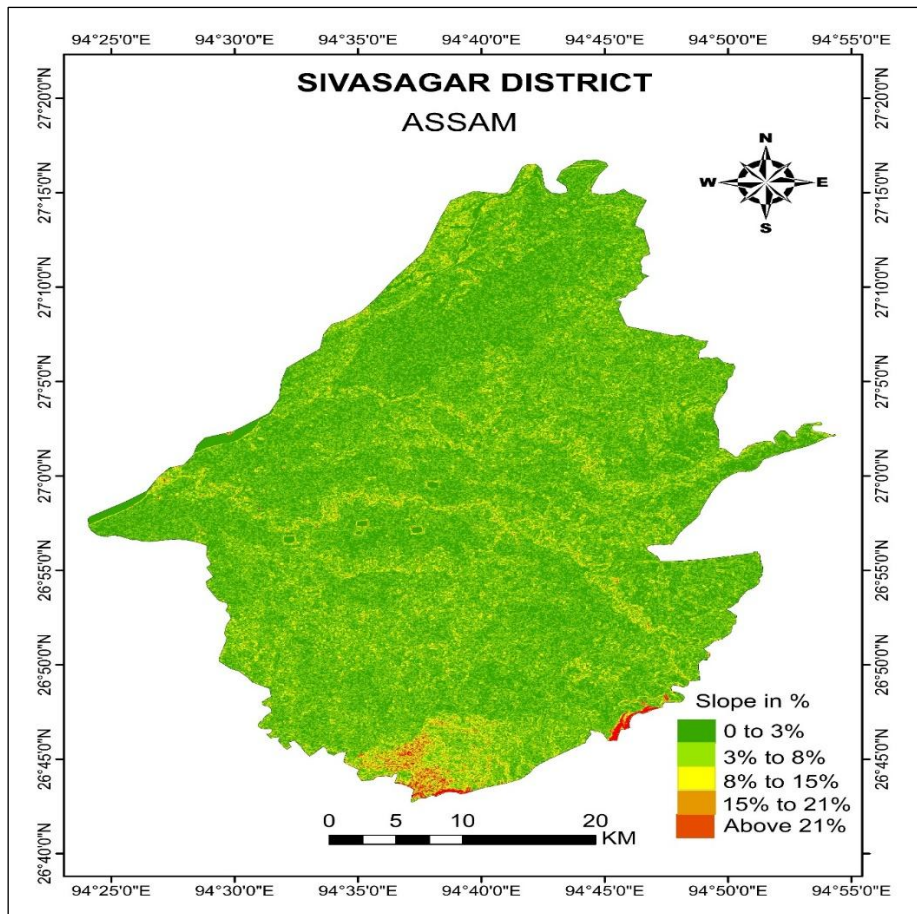 94°25'0"E 94°30'0"E 94°35'0"E 94°40'0"E 94°45'0"E 94°50'0"E 94°55'0"E
SIVASAGAR DISTRICT
ASSAM
N
W E
S
27°20'0"N 27°20'0"N
27°15'0"N 27°15'0"N
27°10'0"N 27°10'0"N
27°5'0"N 27°5'0"N
27°0'0"N 27°0'0"N
26°55'0"N 26°55'0"N
26°50'0"N 26°50'0"N
26°45'0"N 26°45'0"N
26°40'0"N 26°40'0"N
Slope in %
0 to 3%
3% to 8%
8% to 15%
15% to 21%
Above 21%
0 5 10 20
KM
94°25'0"E 94°30'0"E 94°35'0"E 94°40'0"E 94°45'0"E 94°50'0"E 94°55'0"E